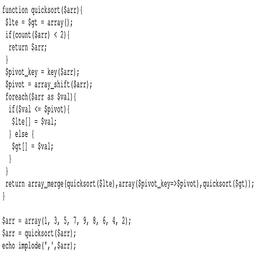 function quicksort($arr){
$lte = $gt = array();
if(count($arr) < 2){
return $arr;
}
$pivot_key = key($arr);
$pivot = array_shift($arr);
foreach($arr as $val){
if($val <= $pivot){
$lte[] = $val;
} else {
$gt[] = $val;
}
}
return array_merge(quicksort($lte),array($pivot_key=>$pivot),quicksort($gt));
}
$arr = array(1, 3, 5, 7, 9, 8, 6, 4, 2);
$arr = quicksort($arr);
echo implode(',',$arr);